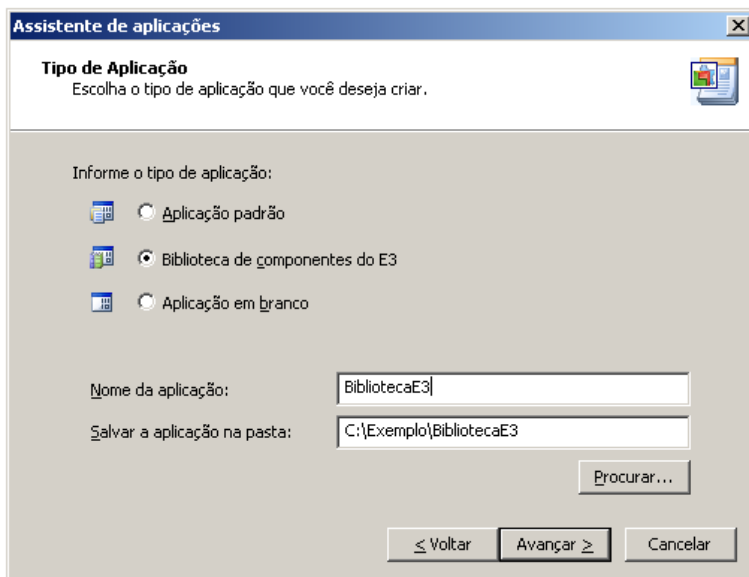 Assistente de aplicações
Tipo de Aplicação
Escolha o tipo de aplicação que você deseja criar.
Informe o tipo de aplicação:
Aplicação padrão
Biblioteca de componentes do E3
Aplicação em branco
Nome da aplicação: BibliotecaE3
Salvar a aplicação na pasta: C:\Exemplo\BibliotecaE3
Procurar...
< Voltar Avançar > Cancelar